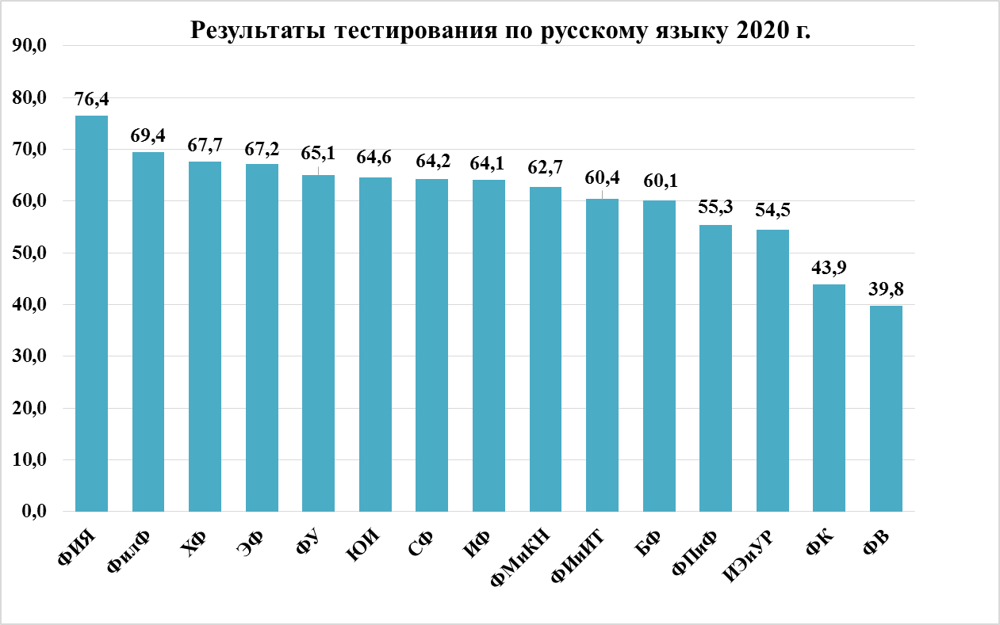 Результаты тестирования по русскому языку 2020 г.
90,0
80,0
70,0
60,0
50,0
40,0
30,0
20,0
10,0
0,0
76,4
69,4
67,7
67,2
65,1
64,6
64,2
64,1
62,7
60,4
60,1
55,3
54,5
43,9
39,8
ФИЯ
ФилФ
ХФ
ЭФ
ФУ
ЮИ
СФ
ИФ
ФМиКН
ФИиИТ
БФ
ФПиФ
ИЭиУР
ФК
ФВ